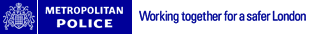 METROPOLITAN
POLICE
Working together for a safer London